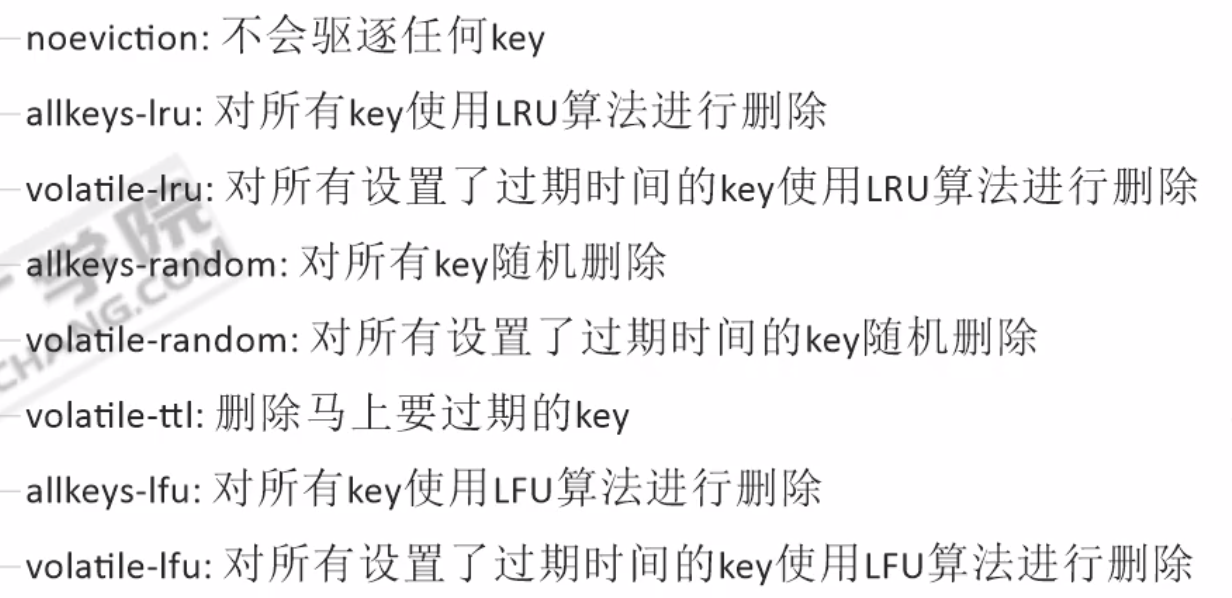 noeviction: 不会驱逐任何key
allkeys-lru: 对所有key使用LRU算法进行删除
volatile-lru: 对所有设置了过期时间的key使用LRU算法进行删除
allkeys-random: 对所有key随机删除
volatile-random: 对所有设置了过期时间的key随机删除
volatile-ttl: 删除马上要过期的key
allkeys-lfu: 对所有key使用LFU算法进行删除
volatile-lfu: 对所有设置了过期时间的key使用LFU算法进行删除
学院
CHANG.COM